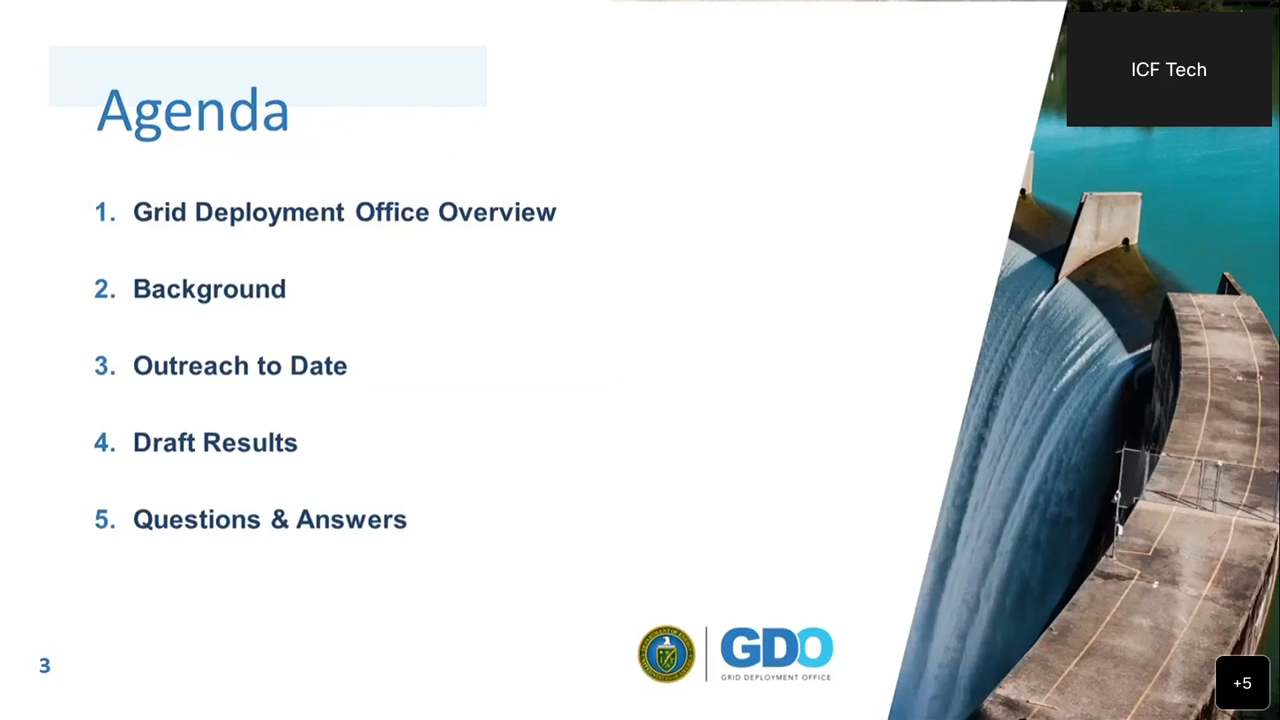 Agenda
1. Grid Deployment Office Overview
2. Background
3. Outreach to Date
4. Draft Results
5. Questions & Answers
3
GDO
GRID DEPLOYMENT OFFICE
ICF Tech
+5